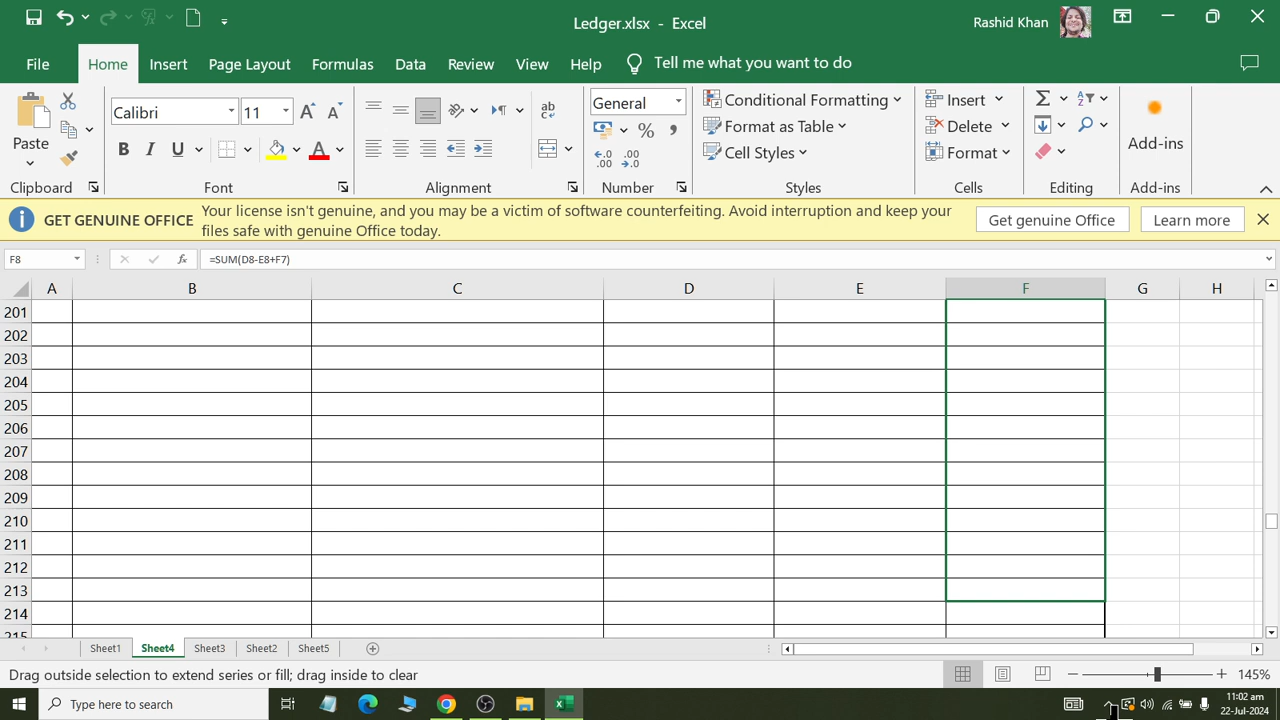 Ledger.xlsx - Excel
Rashid Khan
File Home Insert Page Layout Formulas Data Review View Help Tell me what you want to do
Paste
Clipboard
Calibri 11
B I U A
Font
ab
Alignment
General
%
Number
Conditional Formatting
Format as Table
Cell Styles
Styles
Insert
Delete
Format
Cells
Editing
Add-ins
Add-ins
GET GENUINE OFFICE
Your license isn't genuine, and you may be a victim of software counterfeiting. Avoid interruption and keep your
files safe with genuine Office today.
Get genuine Office
Learn more
F8 fx =SUM(D8-E8+F7)
A B C D E F G H
201
202
203
204
205
206
207
208
209
210
211
212
213
214
215
Sheet1 Sheet4 Sheet3 Sheet2 Sheet5
Drag outside selection to extend series or fill; drag inside to clear
145%
Type here to search
11:02 am
22-Jul-2024